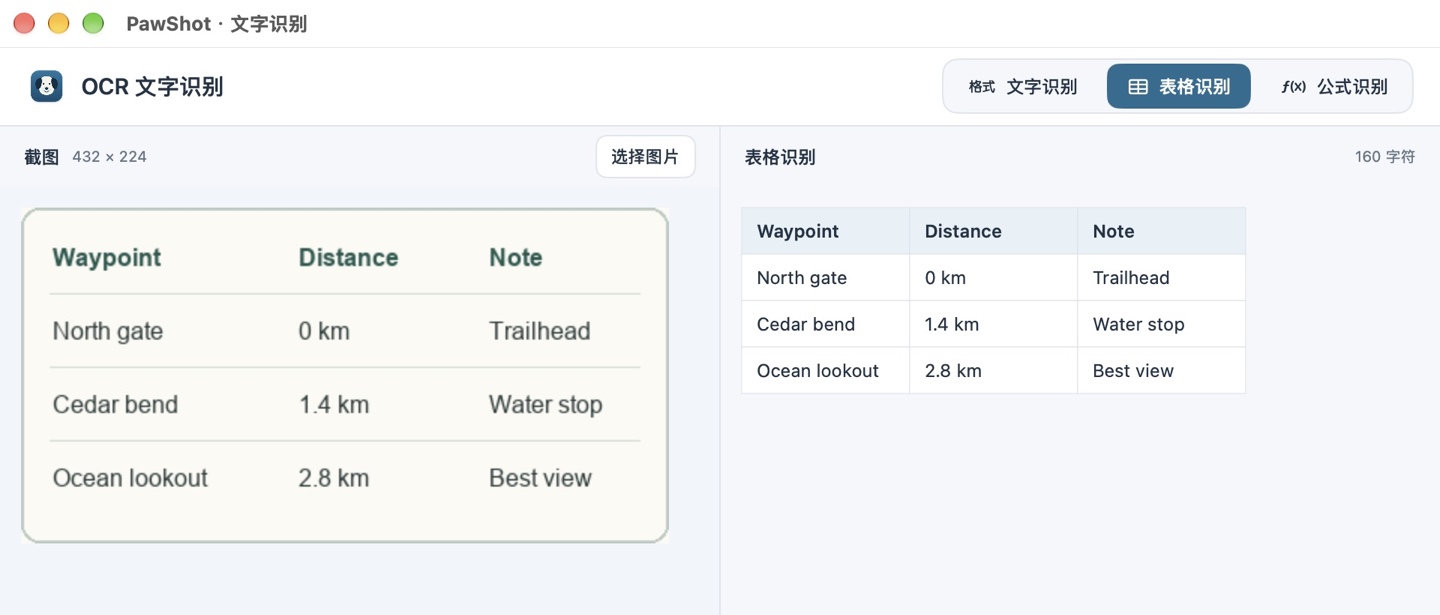 PawShot · 文字识别
OCR 文字识别
格式 文字识别 表格识别 f(x) 公式识别
截图 432 × 224 选择图片
Waypoint Distance Note
North gate 0 km Trailhead
Cedar bend 1.4 km Water stop
Ocean lookout 2.8 km Best view
表格识别 160 字符
Waypoint Distance Note
North gate 0 km Trailhead
Cedar bend 1.4 km Water stop
Ocean lookout 2.8 km Best view